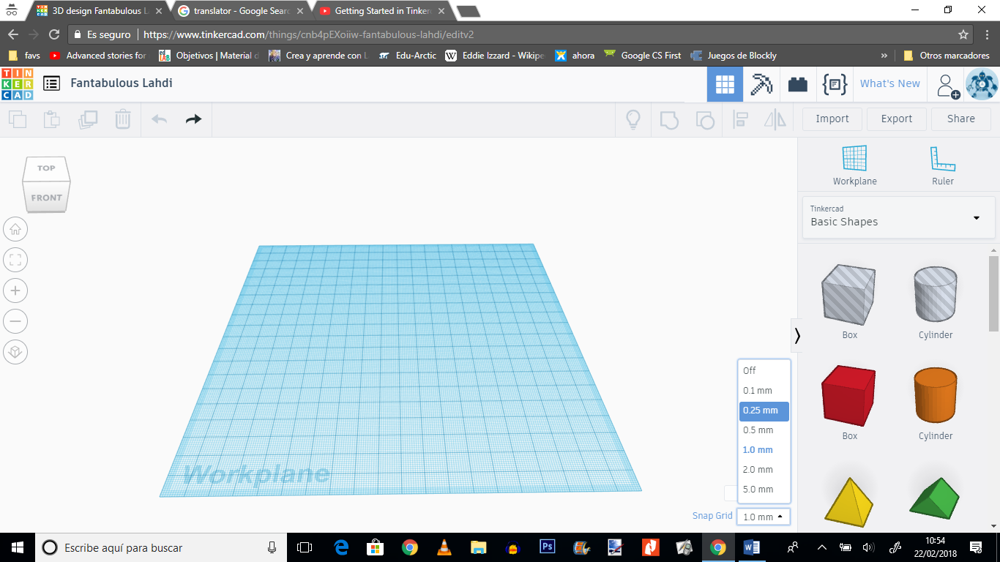 3D design Fantabulous L
translator - Google Sear
Getting Started in Tinker
Es seguro | https://www.tinkercad.com/things/cnb4pEXoiiw-fantabulous-lahdi/editv2
favs
Advanced stories for
Objetivos | Material d
Crea y aprende con L
Edu-Arctic
Eddie Izzard - Wikipe
ahora
Google CS First
Juegos de Blockly
»
Otros marcadores
TIN
KER
CAD
Fantabulous Lahdi
What's New
Import
Export
Share
TOP
FRONT
Workplane
Ruler
Tinkercad
Basic Shapes
Box
Cylinder
Box
Cylinder
Off
0.1 mm
0.25 mm
0.5 mm
1.0 mm
2.0 mm
5.0 mm
Workplane
Snap Grid
1.0 mm
Escribe aquí para buscar
Ps
10:54
22/02/2018